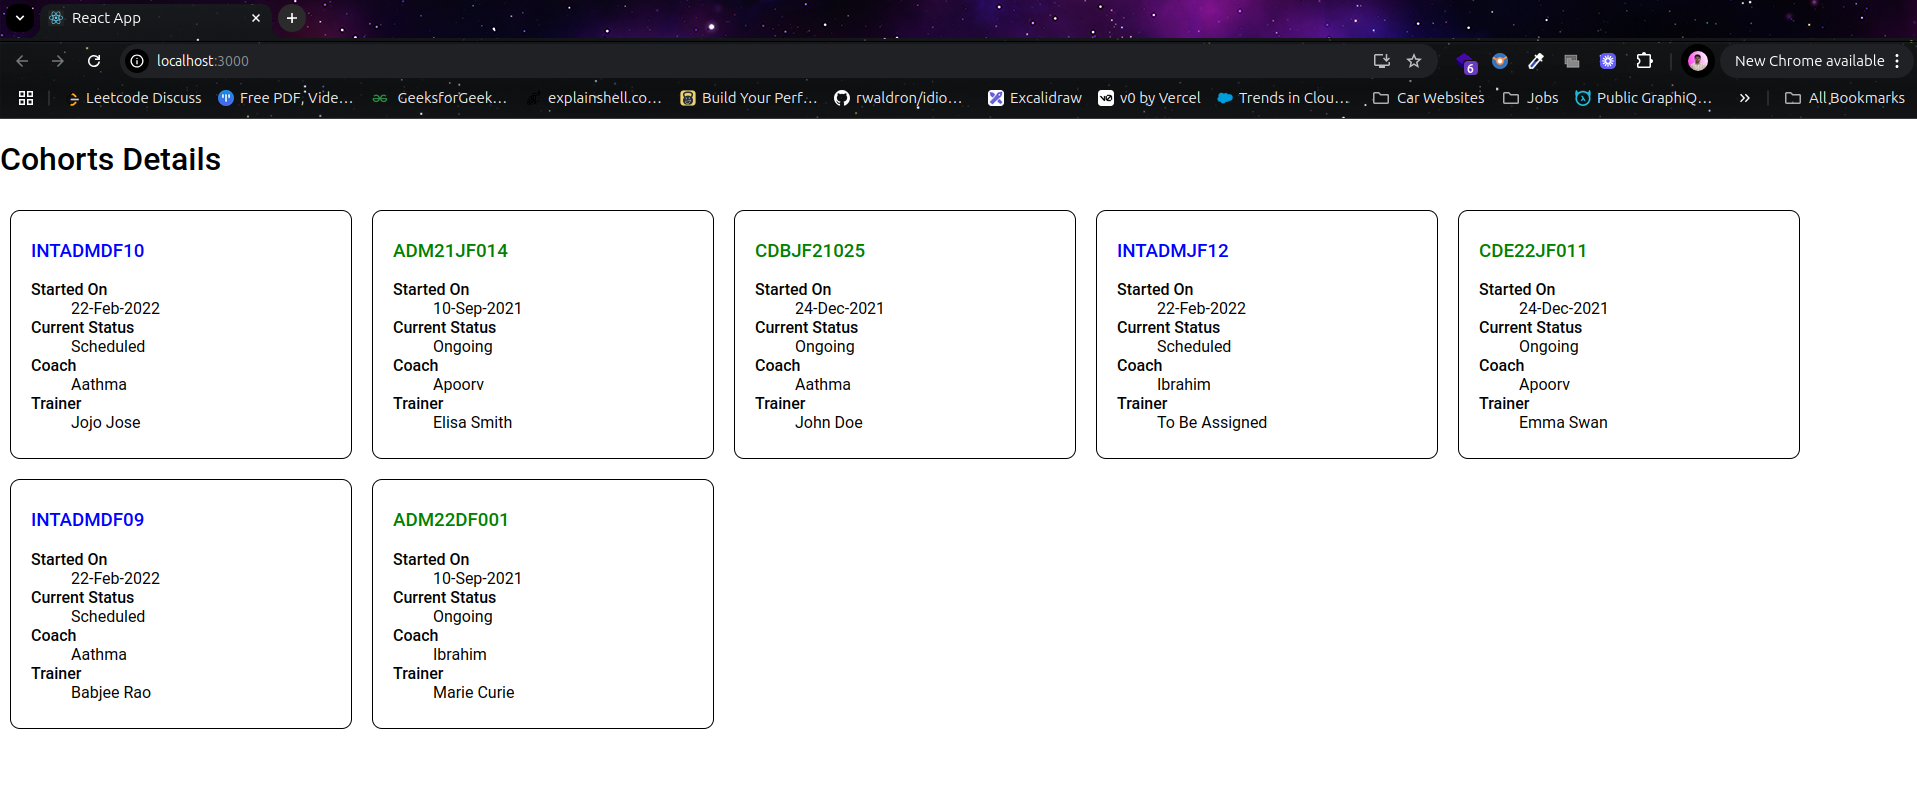 React App
localhost:3000
New Chrome available
6
Leetcode Discuss
Free PDF, Vide...
GeeksforGeek...
explainshell.co...
Build Your Perf...
rwaldron/idio...
Excalidraw
v0 by Vercel
Trends in Clou...
Car Websites
Jobs
Public GraphiQ...
All Bookmarks
Cohorts Details
INTADMDF10
Started On
22-Feb-2022
Current Status
Scheduled
Coach
Aathma
Trainer
Jojo Jose
ADM21JF014
Started On
10-Sep-2021
Current Status
Ongoing
Coach
Apoorv
Trainer
Elisa Smith
CDBJF21025
Started On
24-Dec-2021
Current Status
Ongoing
Coach
Aathma
Trainer
John Doe
INTADMJF12
Started On
22-Feb-2022
Current Status
Scheduled
Coach
Ibrahim
Trainer
To Be Assigned
CDE22JF011
Started On
24-Dec-2021
Current Status
Ongoing
Coach
Apoorv
Trainer
Emma Swan
INTADMDF09
Started On
22-Feb-2022
Current Status
Scheduled
Coach
Aathma
Trainer
Babjee Rao
ADM22DF001
Started On
10-Sep-2021
Current Status
Ongoing
Coach
Ibrahim
Trainer
Marie Curie